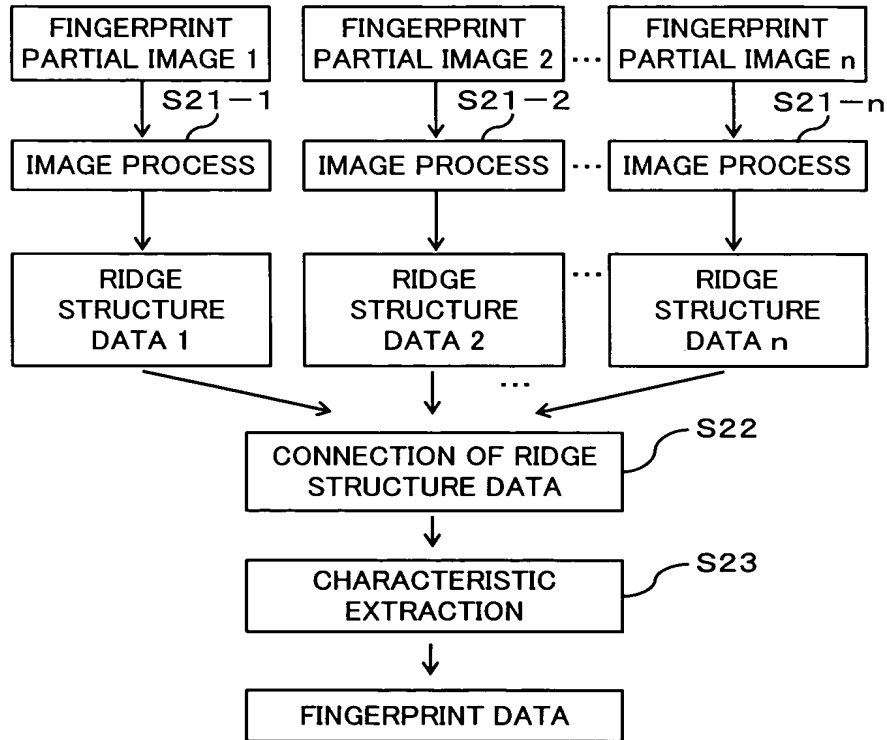 FINGERPRINT
PARTIAL IMAGE 1
FINGERPRINT
PARTIAL IMAGE 2
...
FINGERPRINT
PARTIAL IMAGE n
S21-1
S21-2
S21-n
IMAGE PROCESS
IMAGE PROCESS
...
IMAGE PROCESS
RIDGE
STRUCTURE
DATA 1
RIDGE
STRUCTURE
DATA 2
...
RIDGE
STRUCTURE
DATA n
...
S22
CONNECTION OF RIDGE
STRUCTURE DATA
S23
CHARACTERISTIC
EXTRACTION
FINGERPRINT DATA